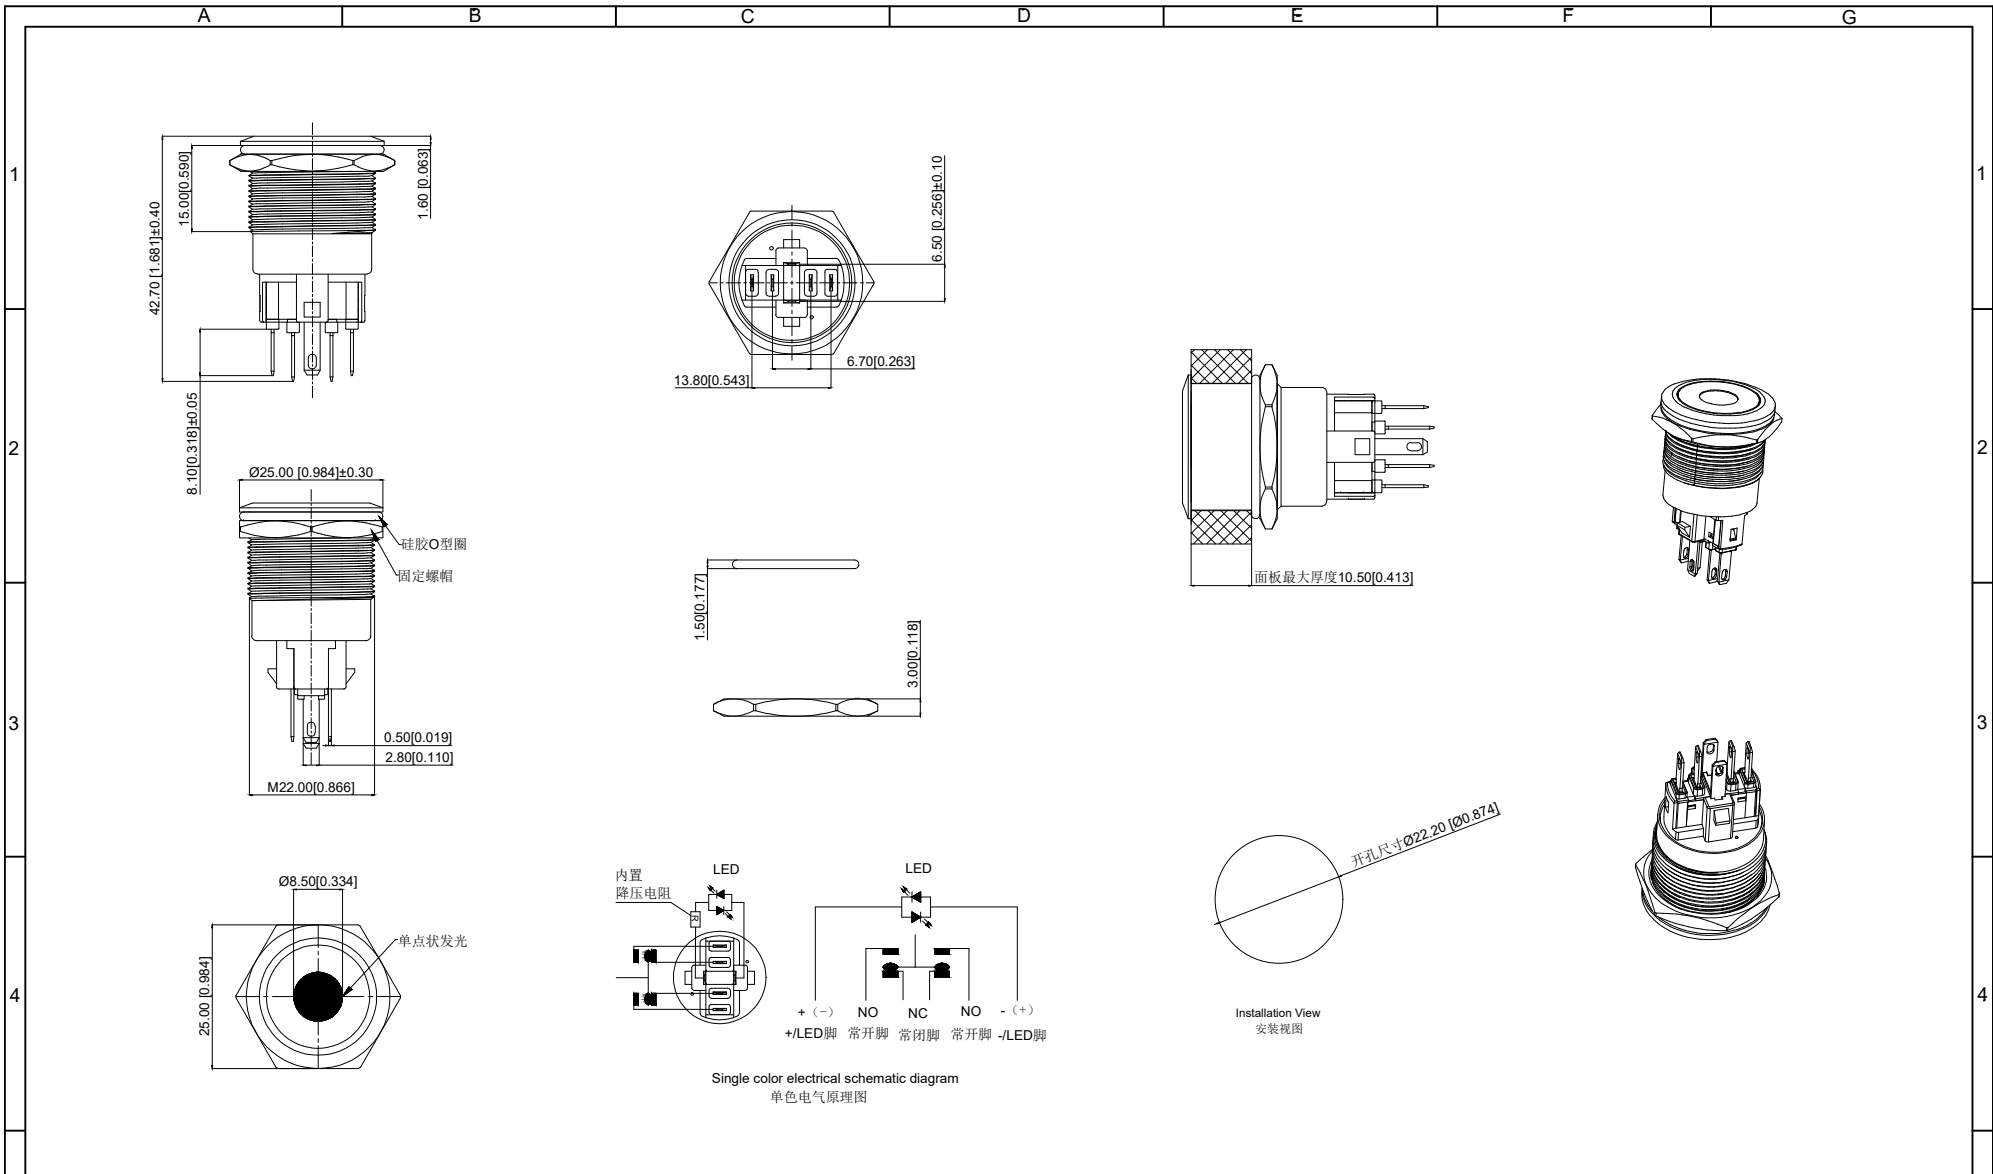 A B C D E F G
1
2
3
4
1
2
3
4
42.70 [1.681]±0.40
15.00[0.590]
1.60 [0.063]
8.10[0.318]±0.05
6.50 [0.256]±0.10
6.70[0.263]
13.80[0.543]
Ø25.00 [0.984]±0.30
硅胶O型圈
固定螺帽
0.50[0.019]
2.80[0.110]
M22.00[0.866]
1.50[0.177]
3.00[0.118]
面板最大厚度10.50[0.413]
Ø8.50[0.334]
25.00 [0.984]
单点状发光
内置
降压电阻
LED
R
LED
+（-） NO NC NO -（+）
+/LED脚 常开脚 常闭脚 常开脚 -/LED脚
Single color electrical schematic diagram
单色电气原理图
开孔尺寸Ø22.20 [Ø0.874]
Installation View
安装视图